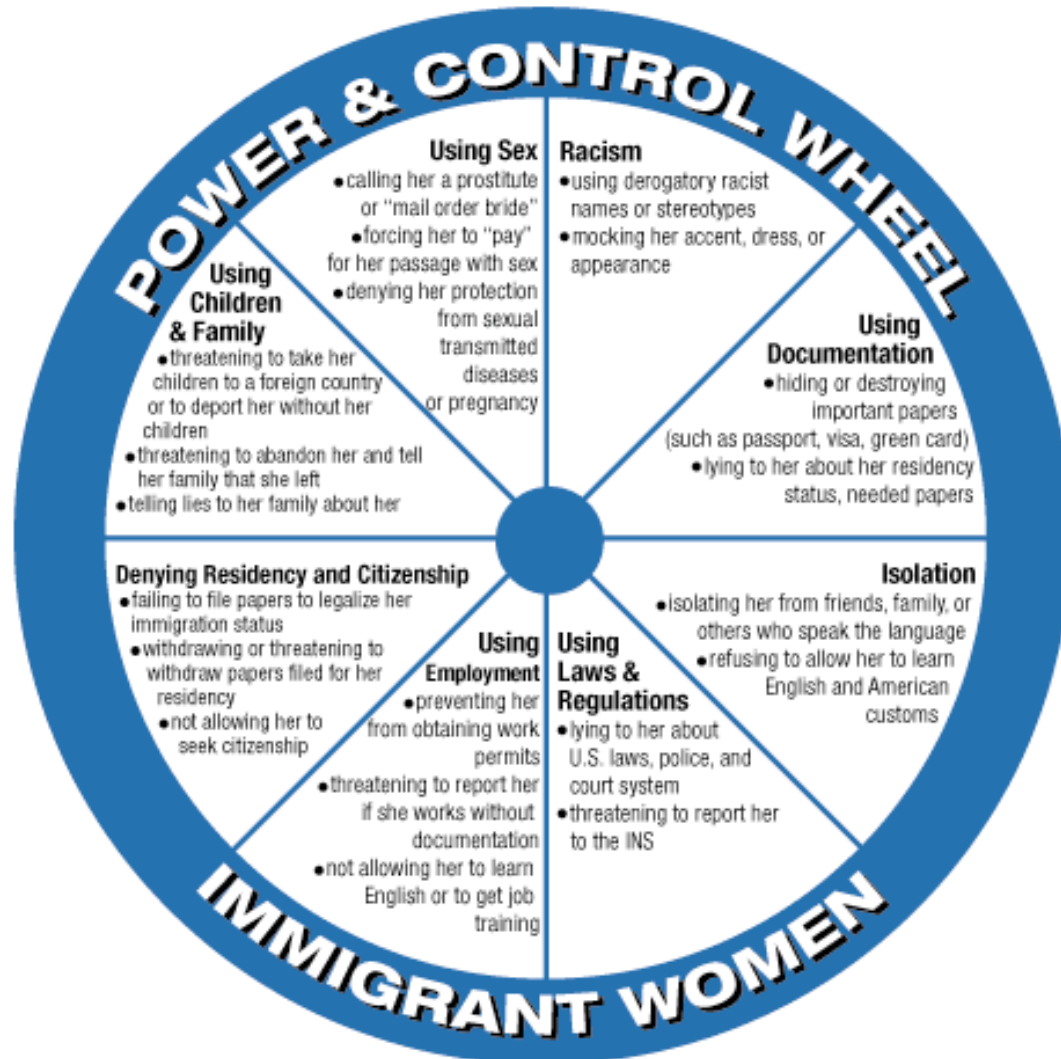 POWER & CONTROL WHEEL
Using Sex
•calling her a prostitute
or “mail order bride”
•forcing her to “pay”
for her passage with sex
•denying her protection
from sexual
transmitted
diseases
or pregnancy
Racism
•using derogatory racist
names or stereotypes
•mocking her accent, dress, or
appearance
Using
Documentation
•hiding or destroying
important papers
(such as passport, visa, green card)
•lying to her about her residency
status, needed papers
Isolation
•isolating her from friends, family, or
others who speak the language
•refusing to allow her to learn
English and American
customs
Using
Laws &
Regulations
•lying to her about
U.S. laws, police, and
court system
•threatening to report her
to the INS
Using
Employment
•preventing her
from obtaining work
permits
•threatening to report her
if she works without
documentation
•not allowing her to learn
English or to get job
training
Denying Residency and Citizenship
•failing to file papers to legalize her
immigration status
•withdrawing or threatening to
withdraw papers filed for her
residency
•not allowing her to
seek citizenship
Using
Children
& Family
•threatening to take her
children to a foreign country
or to deport her without her
children
•threatening to abandon her and tell
her family that she left
•telling lies to her family about her
IMMIGRANT WOMEN